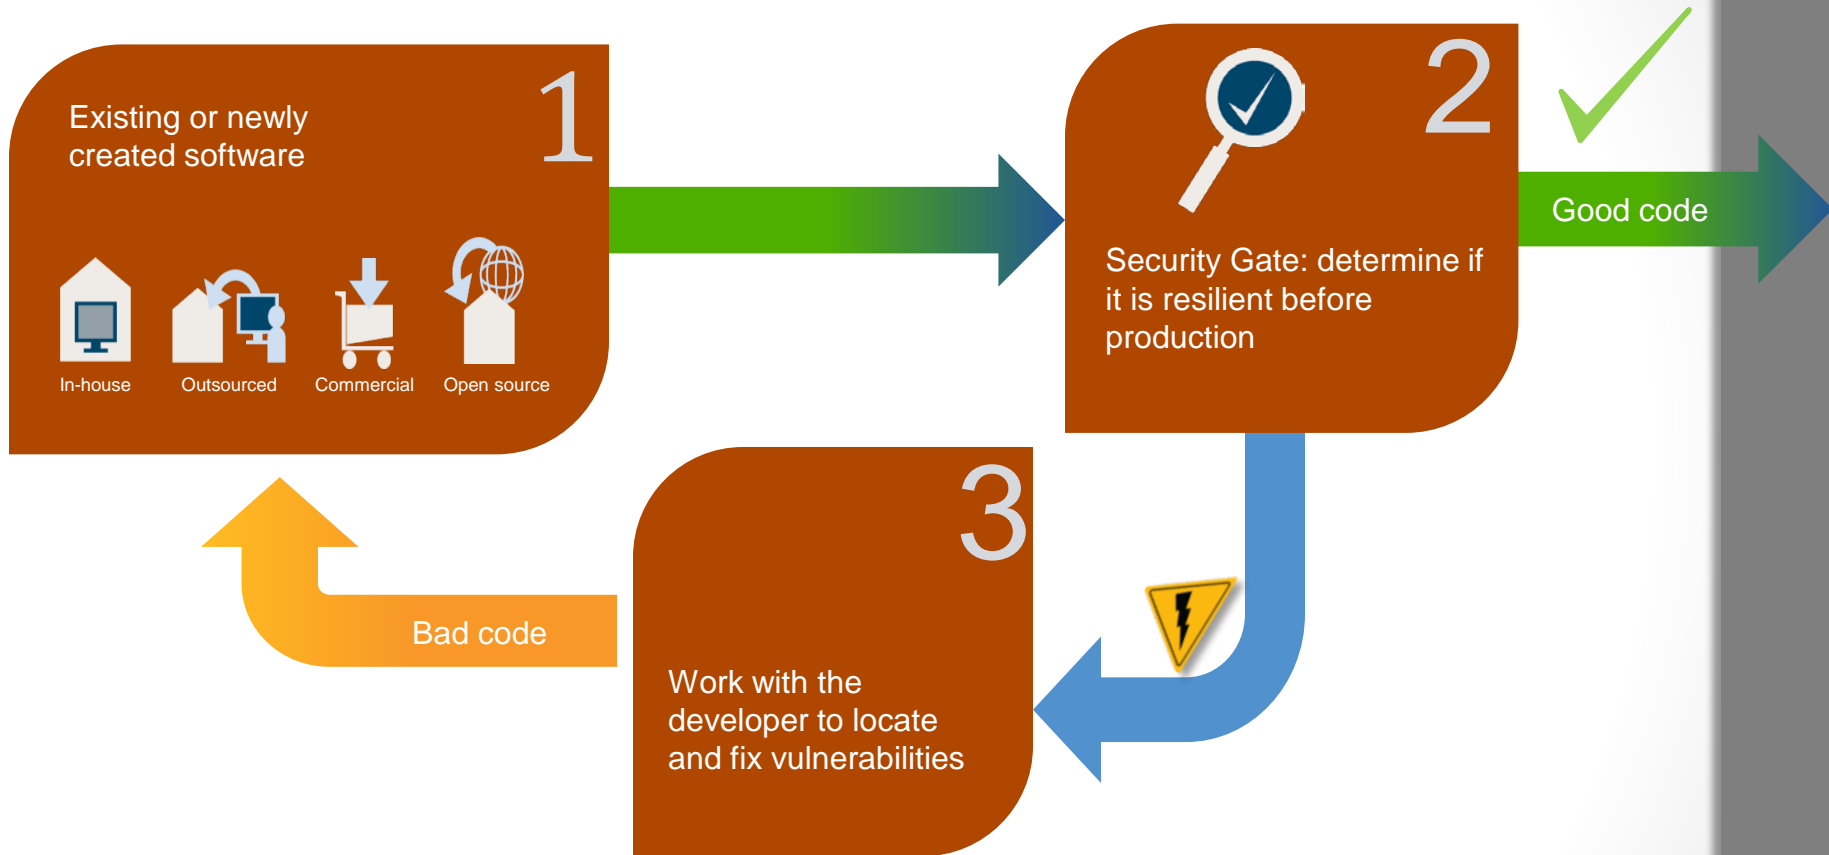 1
Existing or newly
created software
In-house
Outsourced
Commercial
Open source
2
Security Gate: determine if
it is resilient before
production
Good code
3
Work with the
developer to locate
and fix vulnerabilities
Bad code